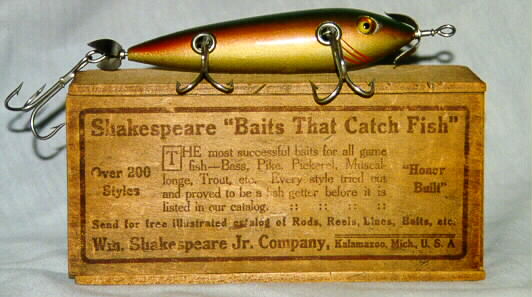 Shakespeare "Baits That Catch Fish"
Over 200
Styles
THE most successful baits for all game
fish—Bass, Pike, Pickerel, Muscal-
longe, Trout, etc. Every style tried out
and proved to be a fish getter before it is
listed in our catalog. :: :: :: ::
"Honor
Built"
Send for free illustrated catalog of Rods, Reels, Lines, Baits, etc.
Wm. Shakespeare Jr. Company, Kalamazoo, Mich., U. S. A